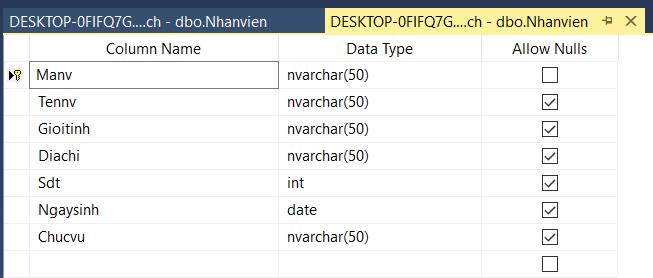 DESKTOP-0FIFQ7G....ch - dbo.Nhanvien DESKTOP-0FIFQ7G....ch - dbo.Nhanvien
Column Name Data Type Allow Nulls
Manv nvarchar(50)
Tennv nvarchar(50)
Gioitinh nvarchar(50)
Diachi nvarchar(50)
Sdt int
Ngaysinh date
Chucvu nvarchar(50)